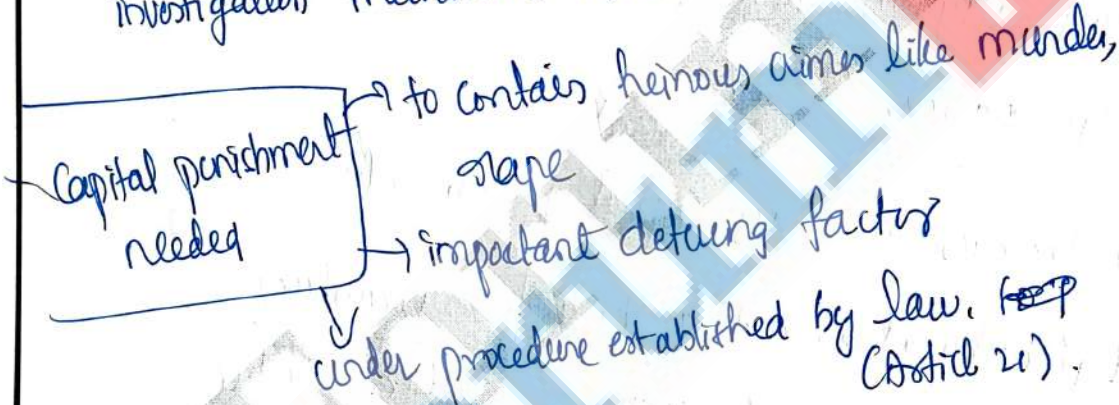 investigation
to contain heinous crimes like murder,
rape
Capital punishment
needed
important deterring factor
under procedure established by law.
(Article 21).